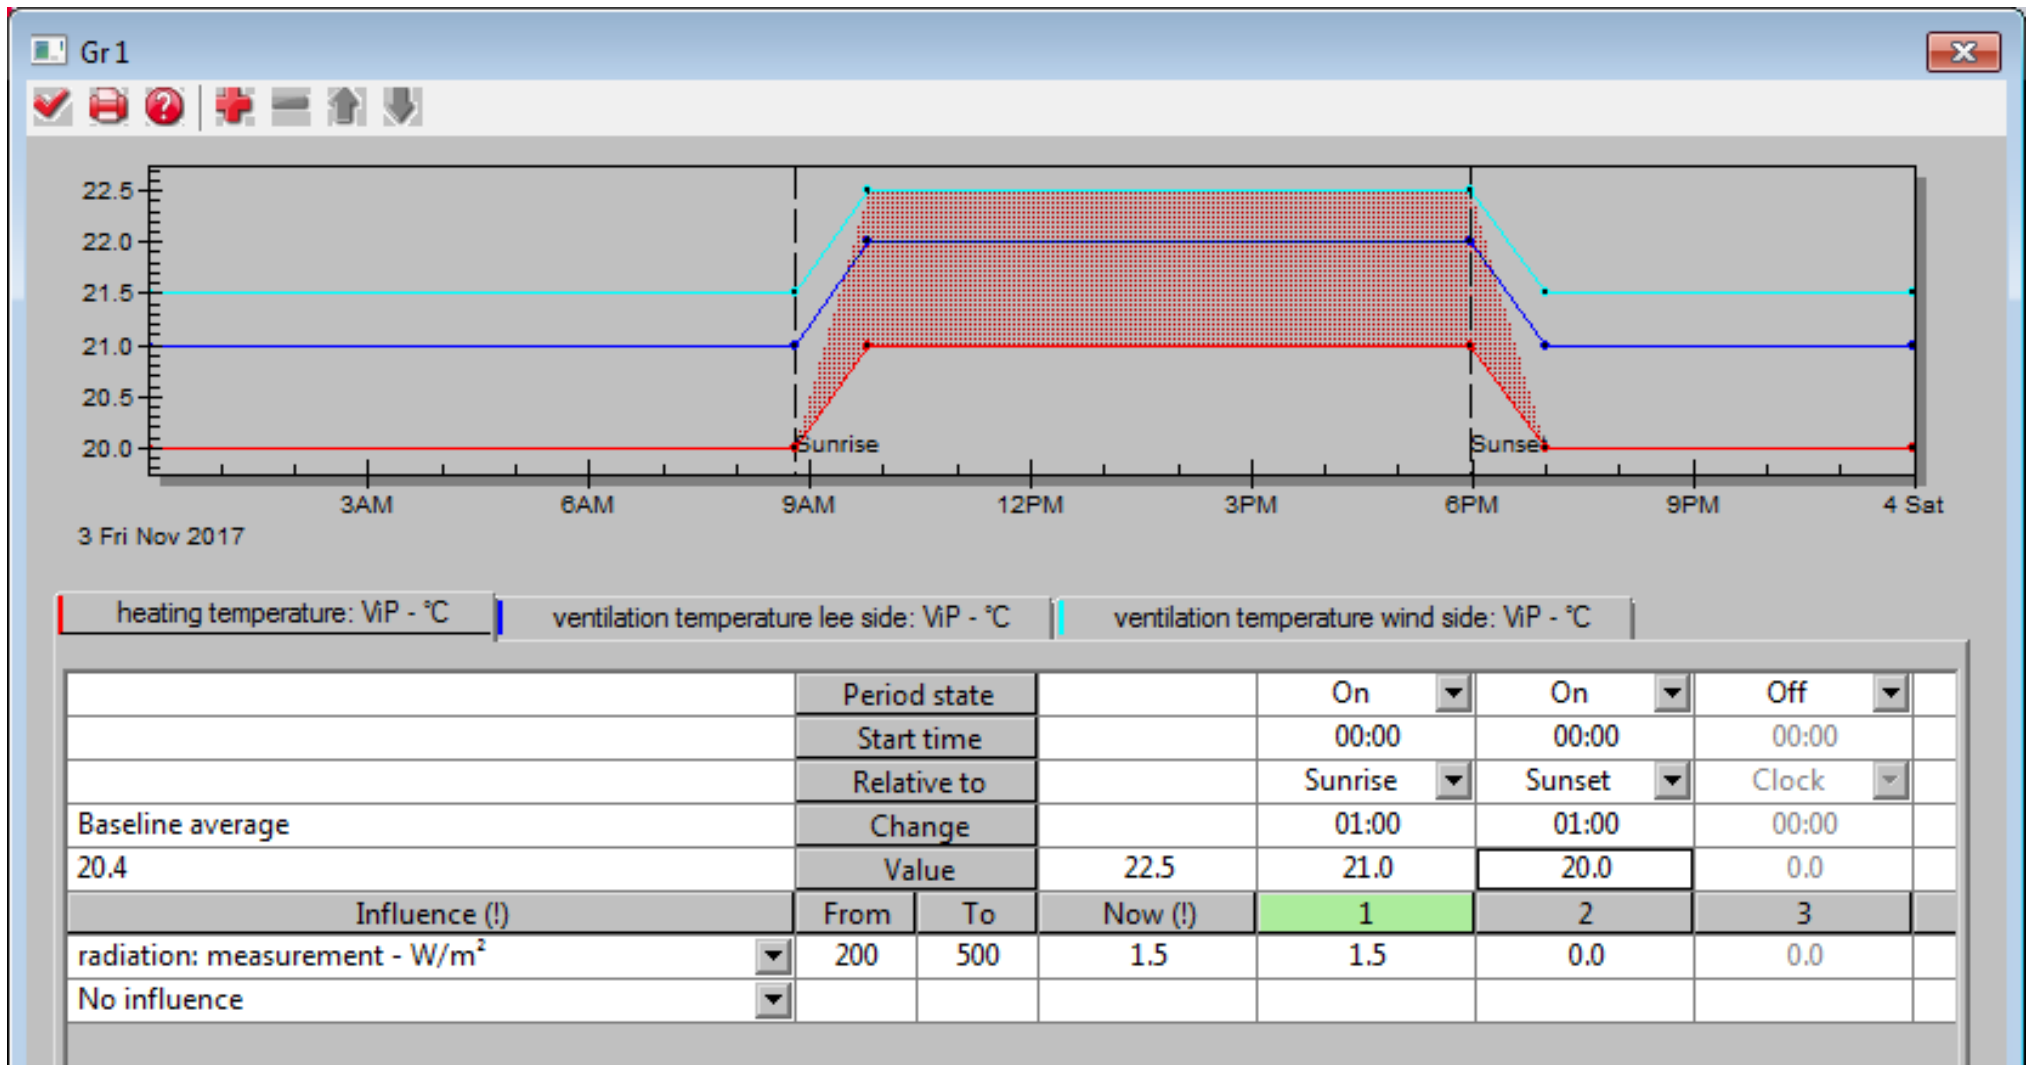 Gr 1
22.5
22.0
21.5
21.0
20.5
20.0
Sunrise Sunset
3AM 6AM 9AM 12PM 3PM 6PM 9PM 4 Sat
3 Fri Nov 2017
heating temperature: ViP - °C ventilation temperature lee side: ViP - °C ventilation temperature wind side: ViP - °C
Period state On On Off
Start time 00:00 00:00 00:00
Relative to Sunrise Sunset Clock
Baseline average Change 01:00 01:00 00:00
20.4 Value 22.5 21.0 20.0 0.0
Influence (!) From To Now (!) 1 2 3
radiation: measurement - W/m² 200 500 1.5 1.5 0.0 0.0
No influence